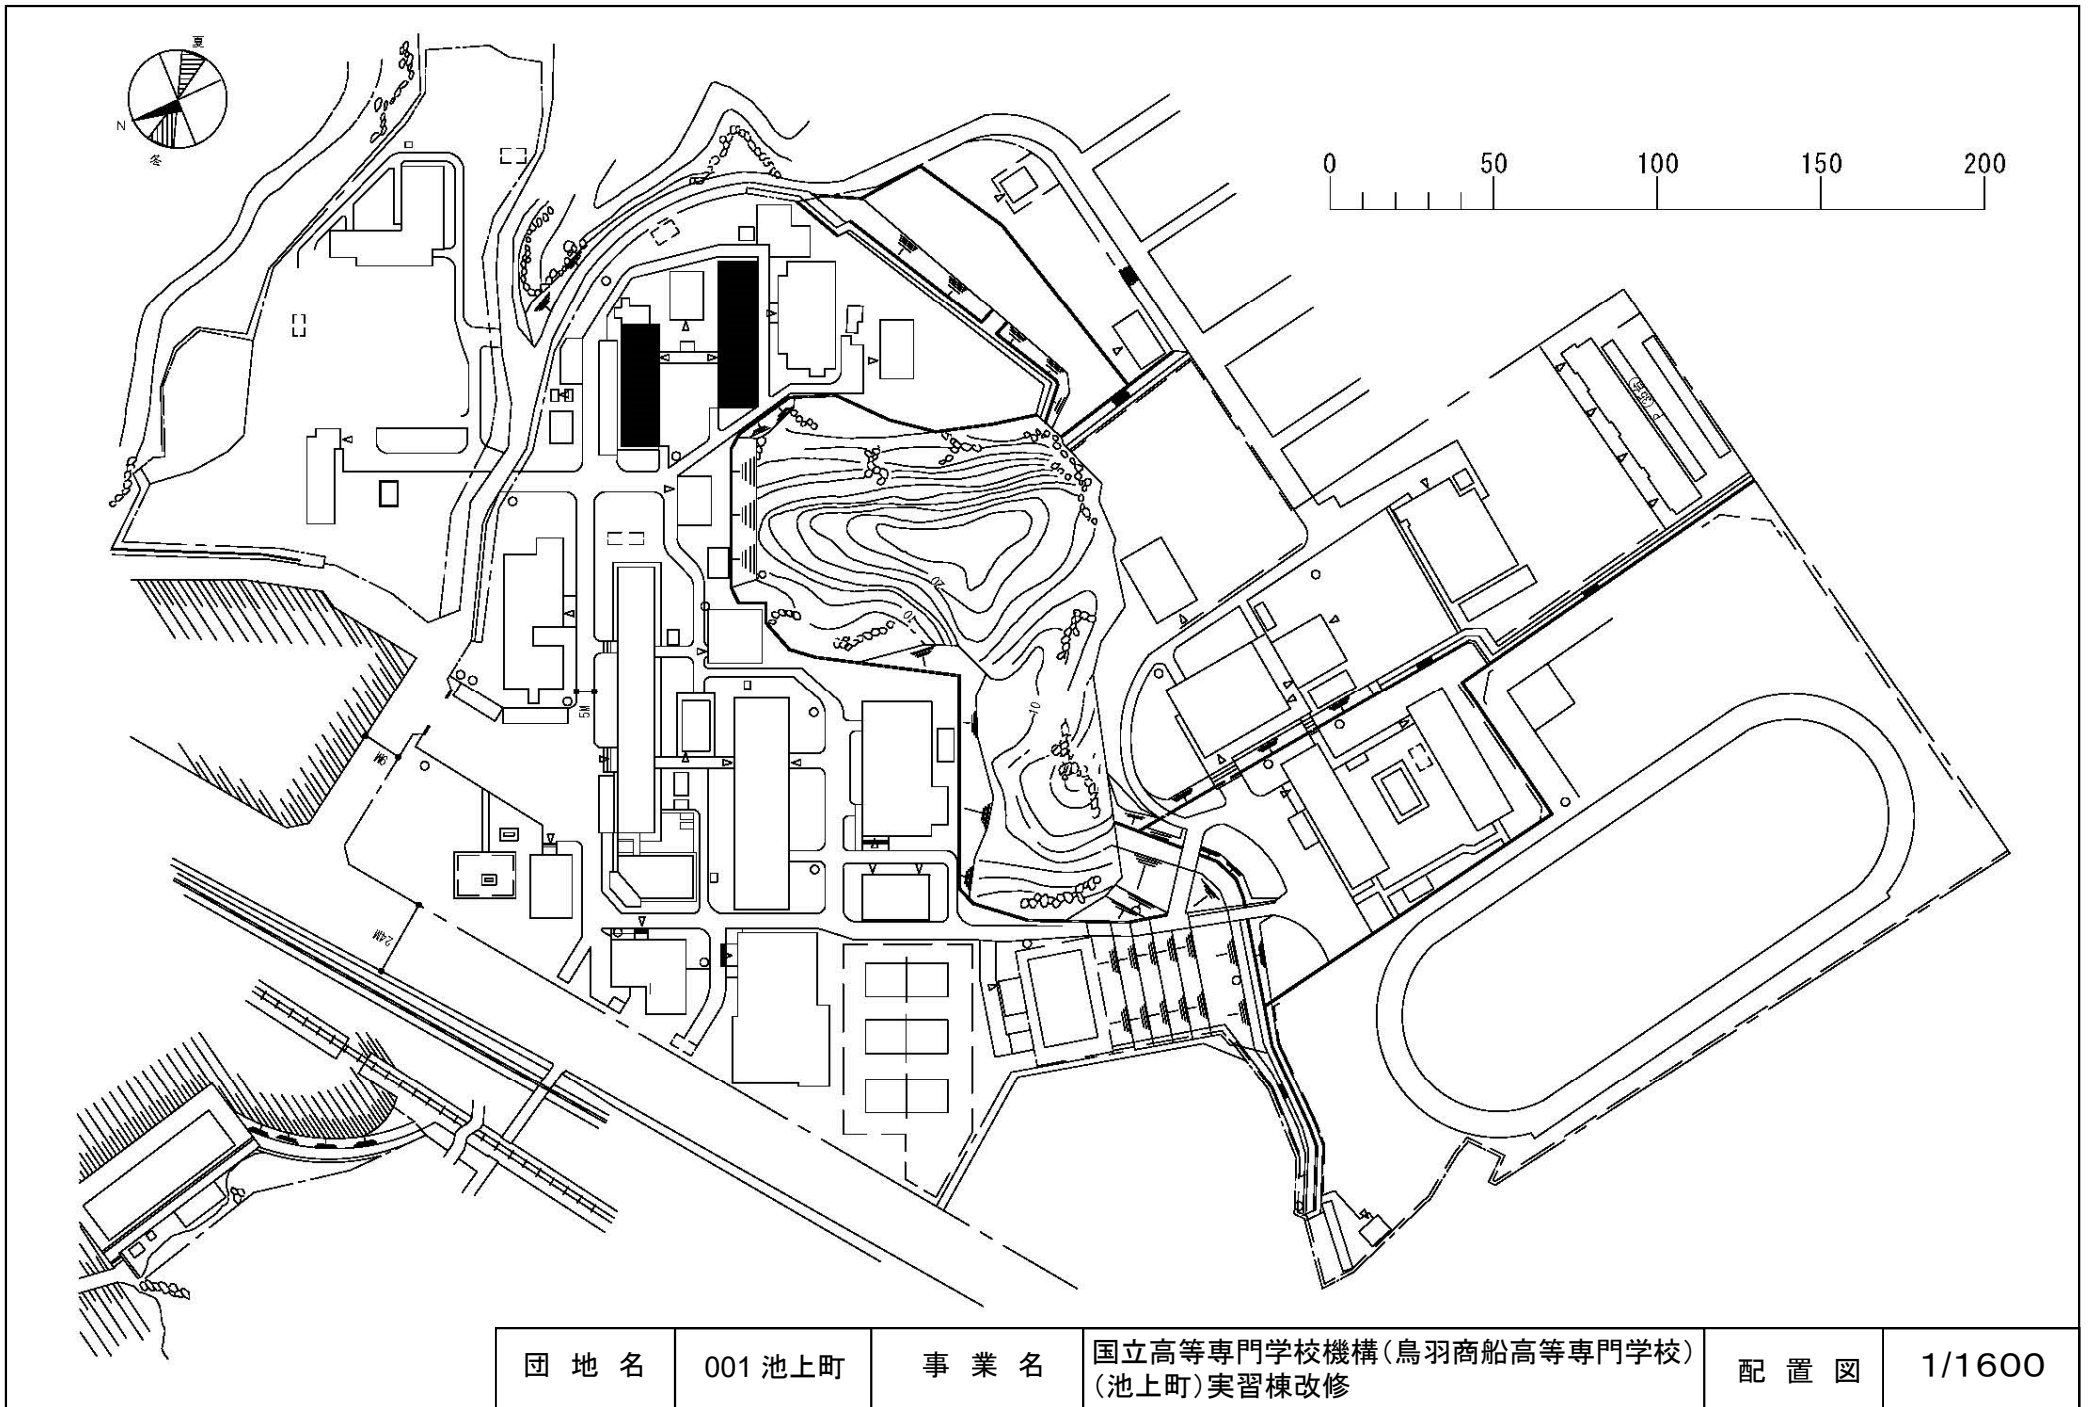 夏
N
冬
0 50 100 150 200
20
10
10
5M
9M
24M
団地名
001 池上町
事業名
国立高等専門学校機構(鳥羽商船高等専門学校)
(池上町)実習棟改修
配置図
1/1600